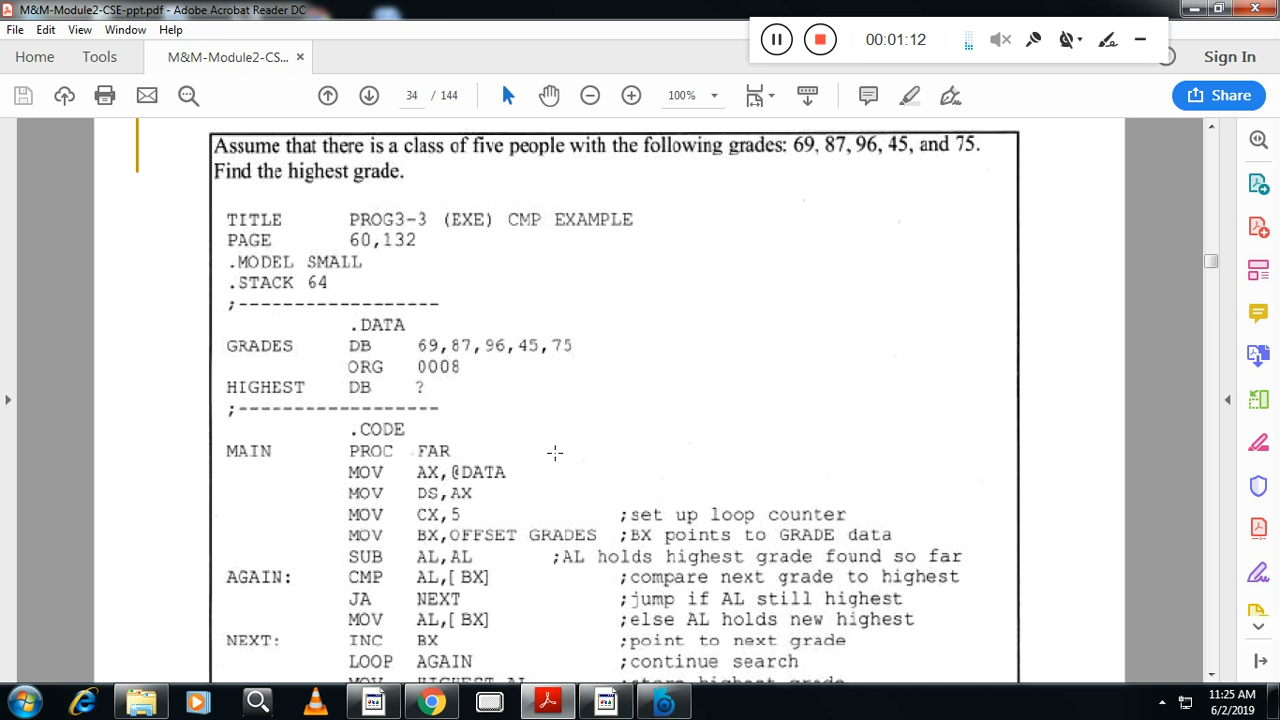 M&M-Module2-CSE-ppt.pdf - Adobe Acrobat Reader DC
File Edit View Window Help
00:01:12
Home Tools M&M-Module2-CS... × Sign In
34 / 144 100% Share
Assume that there is a class of five people with the following grades: 69, 87, 96, 45, and 75.
Find the highest grade.
TITLE PROG3-3 (EXE) CMP EXAMPLE
PAGE 60,132
.MODEL SMALL
.STACK 64
;------------------
.DATA
GRADES DB 69,87,96,45,75
ORG 0008
HIGHEST DB ?
;------------------
.CODE
MAIN PROC FAR
MOV AX,@DATA
MOV DS,AX
MOV CX,5 ;set up loop counter
MOV BX,OFFSET GRADES ;BX points to GRADE data
SUB AL,AL ;AL holds highest grade found so far
AGAIN: CMP AL,[BX] ;compare next grade to highest
JA NEXT ;jump if AL still highest
MOV AL,[BX] ;else AL holds new highest
NEXT: INC BX ;point to next grade
LOOP AGAIN ;continue search
MOV HIGHEST,AL ;store highest grade
11:25 AM
6/2/2019